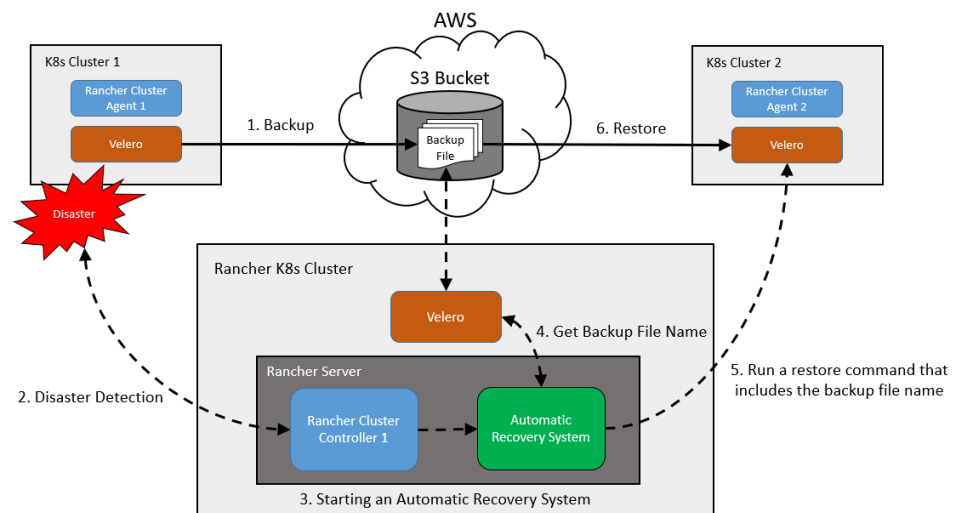 AWS
K8s Cluster 1
Rancher Cluster
Agent 1
Velero
Disaster
1. Backup
S3 Bucket
Backup
File
6. Restore
K8s Cluster 2
Rancher Cluster
Agent 2
Velero
Rancher K8s Cluster
Velero
4. Get Backup File Name
2. Disaster Detection
Rancher Server
Rancher Cluster
Controller 1
Automatic
Recovery System
3. Starting an Automatic Recovery System
5. Run a restore command that
includes the backup file name